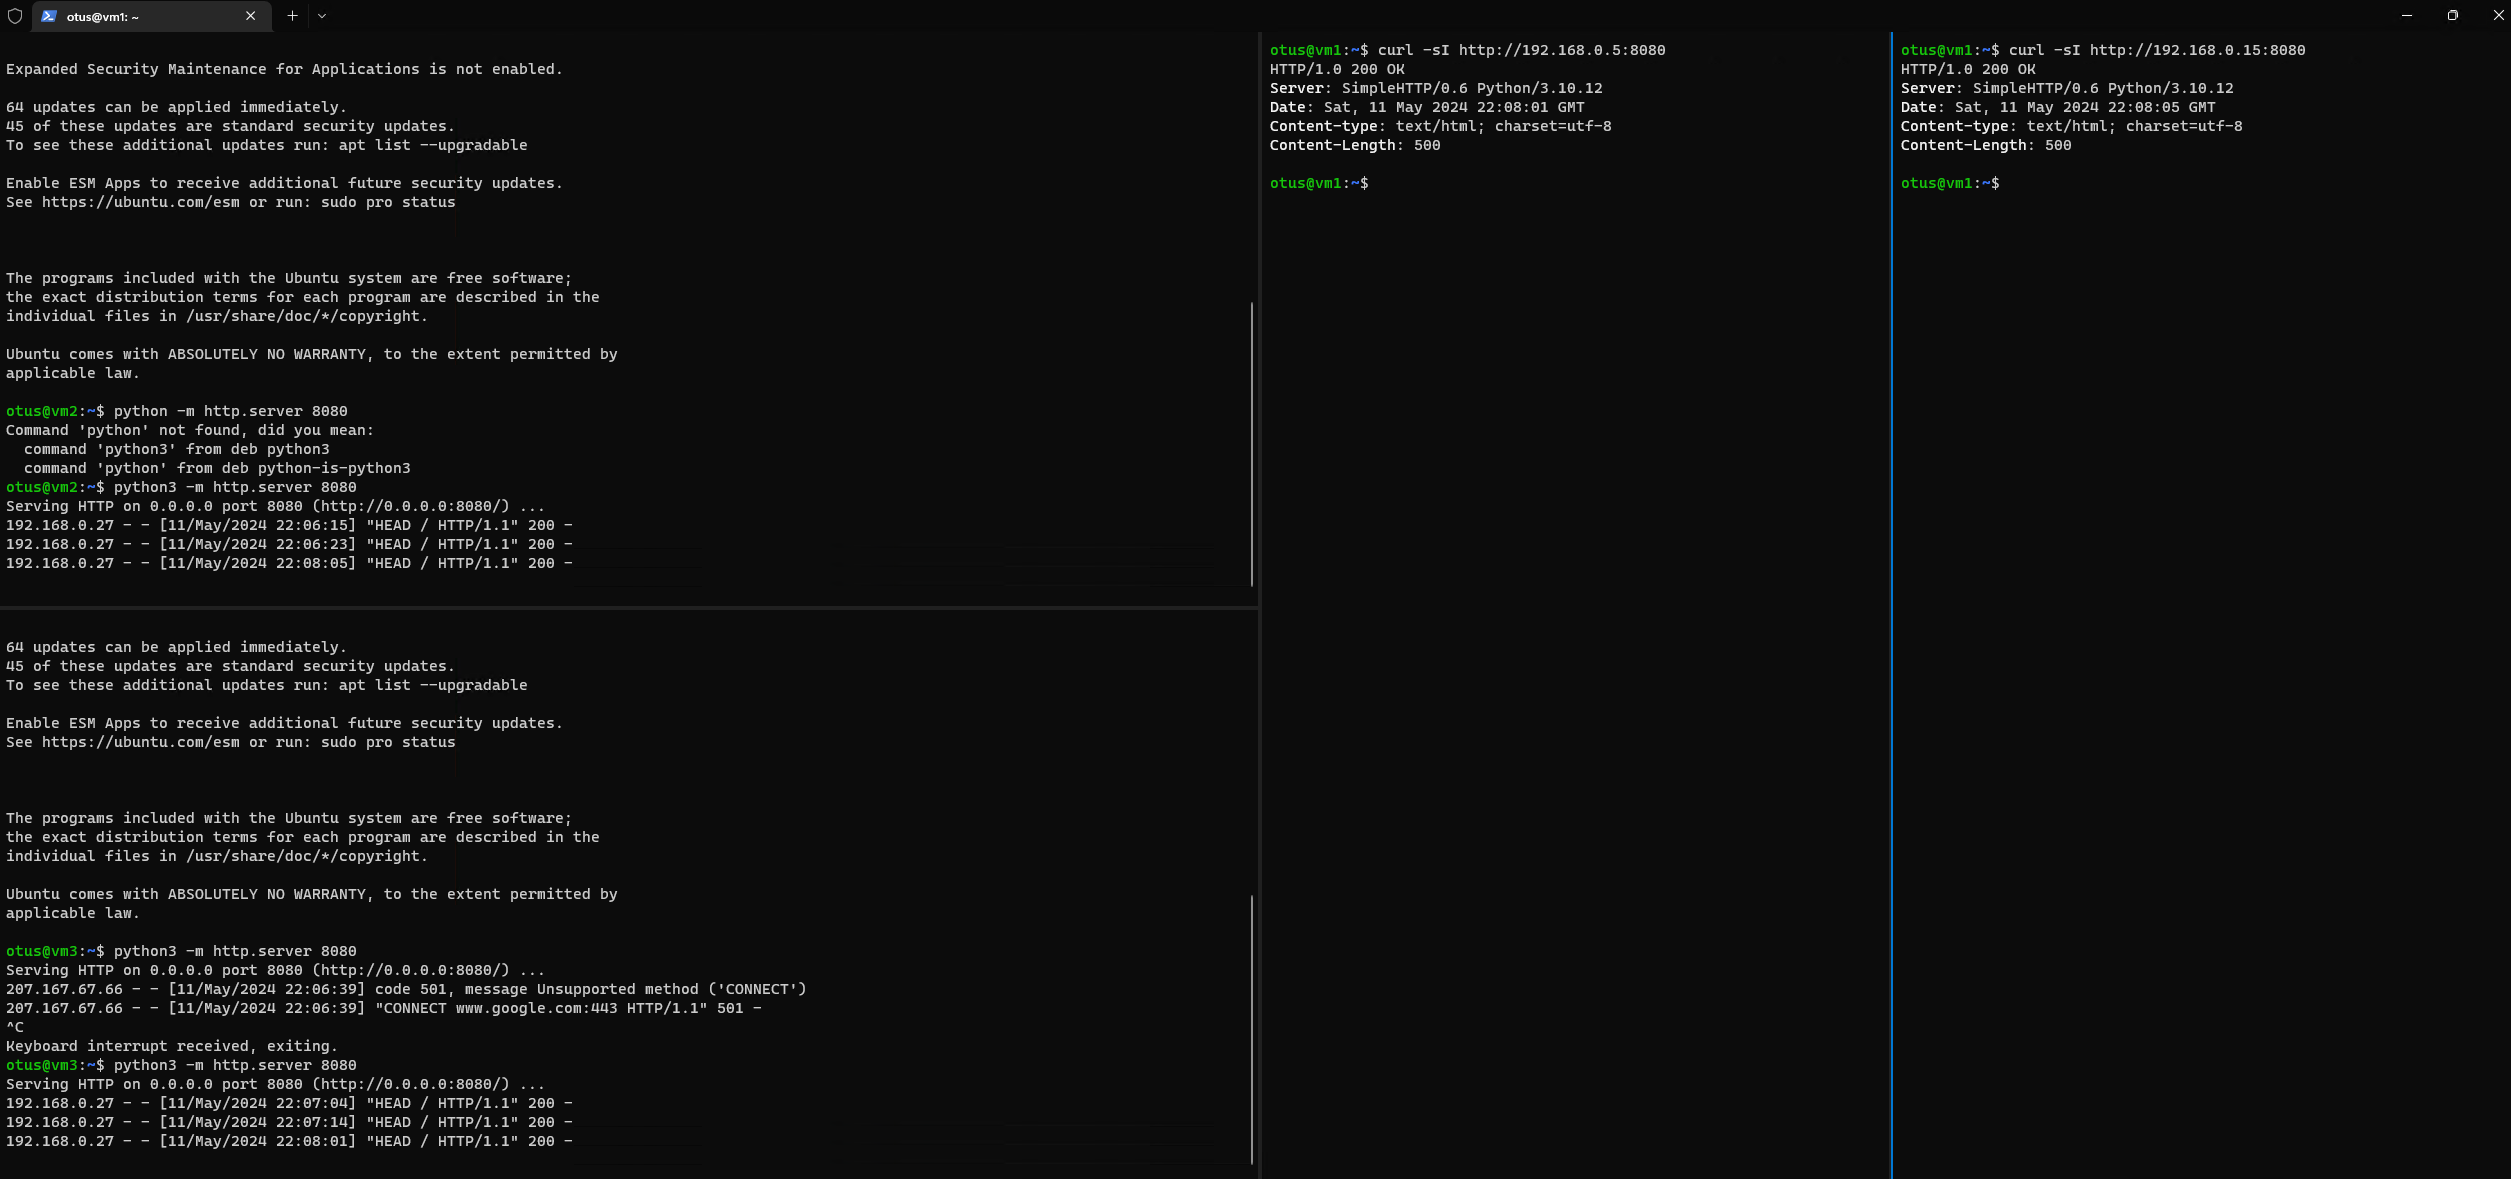 otus@vm1: ~
Expanded Security Maintenance for Applications is not enabled.
64 updates can be applied immediately.
45 of these updates are standard security updates.
To see these additional updates run: apt list --upgradable
Enable ESM Apps to receive additional future security updates.
See https://ubuntu.com/esm or run: sudo pro status
The programs included with the Ubuntu system are free software;
the exact distribution terms for each program are described in the
individual files in /usr/share/doc/*/copyright.
Ubuntu comes with ABSOLUTELY NO WARRANTY, to the extent permitted by
applicable law.
otus@vm2:~$ python -m http.server 8080
Command 'python' not found, did you mean:
  command 'python3' from deb python3
  command 'python' from deb python-is-python3
otus@vm2:~$ python3 -m http.server 8080
Serving HTTP on 0.0.0.0 port 8080 (http://0.0.0.0:8080/) ...
192.168.0.27 - - [11/May/2024 22:06:15] "HEAD / HTTP/1.1" 200 -
192.168.0.27 - - [11/May/2024 22:06:23] "HEAD / HTTP/1.1" 200 -
192.168.0.27 - - [11/May/2024 22:08:05] "HEAD / HTTP/1.1" 200 -
64 updates can be applied immediately.
45 of these updates are standard security updates.
To see these additional updates run: apt list --upgradable
Enable ESM Apps to receive additional future security updates.
See https://ubuntu.com/esm or run: sudo pro status
The programs included with the Ubuntu system are free software;
the exact distribution terms for each program are described in the
individual files in /usr/share/doc/*/copyright.
Ubuntu comes with ABSOLUTELY NO WARRANTY, to the extent permitted by
applicable law.
otus@vm3:~$ python3 -m http.server 8080
Serving HTTP on 0.0.0.0 port 8080 (http://0.0.0.0:8080/) ...
207.167.67.66 - - [11/May/2024 22:06:39] code 501, message Unsupported method ('CONNECT')
207.167.67.66 - - [11/May/2024 22:06:39] "CONNECT www.google.com:443 HTTP/1.1" 501 -
^C
Keyboard interrupt received, exiting.
otus@vm3:~$ python3 -m http.server 8080
Serving HTTP on 0.0.0.0 port 8080 (http://0.0.0.0:8080/) ...
192.168.0.27 - - [11/May/2024 22:07:04] "HEAD / HTTP/1.1" 200 -
192.168.0.27 - - [11/May/2024 22:07:14] "HEAD / HTTP/1.1" 200 -
192.168.0.27 - - [11/May/2024 22:08:01] "HEAD / HTTP/1.1" 200 -
otus@vm1:~$ curl -sI http://192.168.0.5:8080
HTTP/1.0 200 OK
Server: SimpleHTTP/0.6 Python/3.10.12
Date: Sat, 11 May 2024 22:08:01 GMT
Content-type: text/html; charset=utf-8
Content-Length: 500
otus@vm1:~$
otus@vm1:~$ curl -sI http://192.168.0.15:8080
HTTP/1.0 200 OK
Server: SimpleHTTP/0.6 Python/3.10.12
Date: Sat, 11 May 2024 22:08:05 GMT
Content-type: text/html; charset=utf-8
Content-Length: 500
otus@vm1:~$